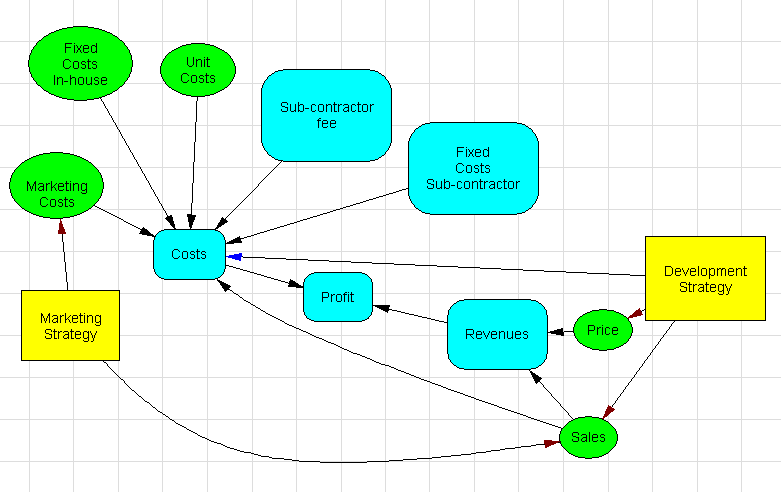 Fixed
Costs
In-house
Unit
Costs
Sub-contractor
fee
Fixed
Costs
Sub-contractor
Marketing
Costs
Costs
Development
Strategy
Profit
Marketing
Strategy
Revenues
Price
Sales